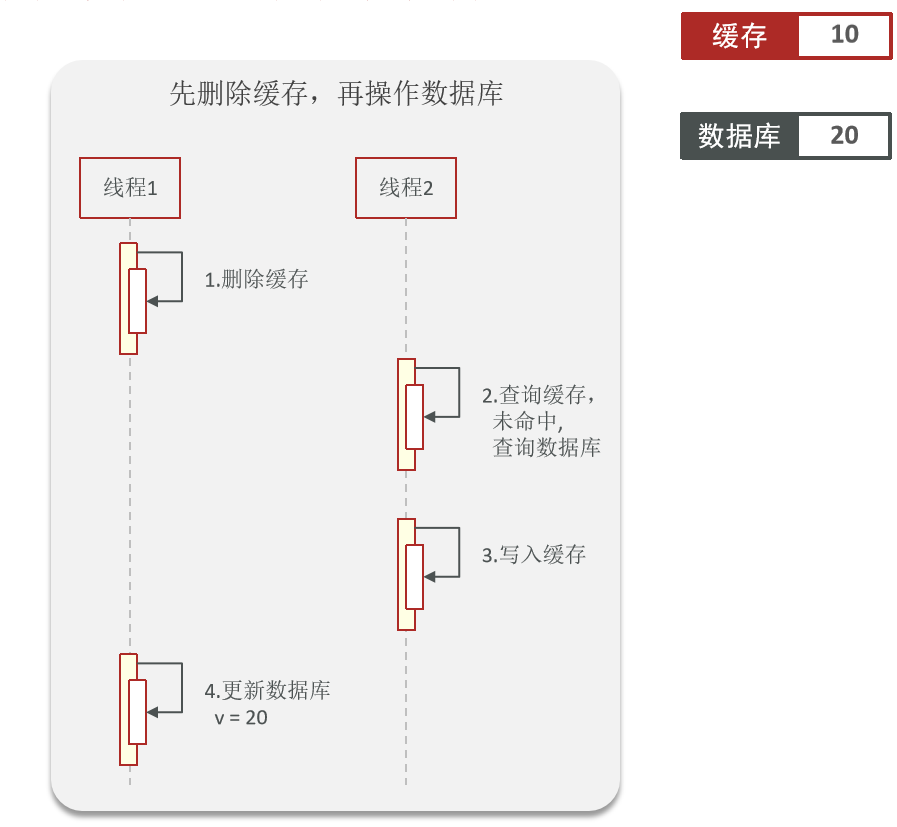 缓存 10
先删除缓存，再操作数据库
数据库 20
线程1 线程2
1.删除缓存
2.查询缓存，
未命中,
查询数据库
3.写入缓存
4.更新数据库
v = 20